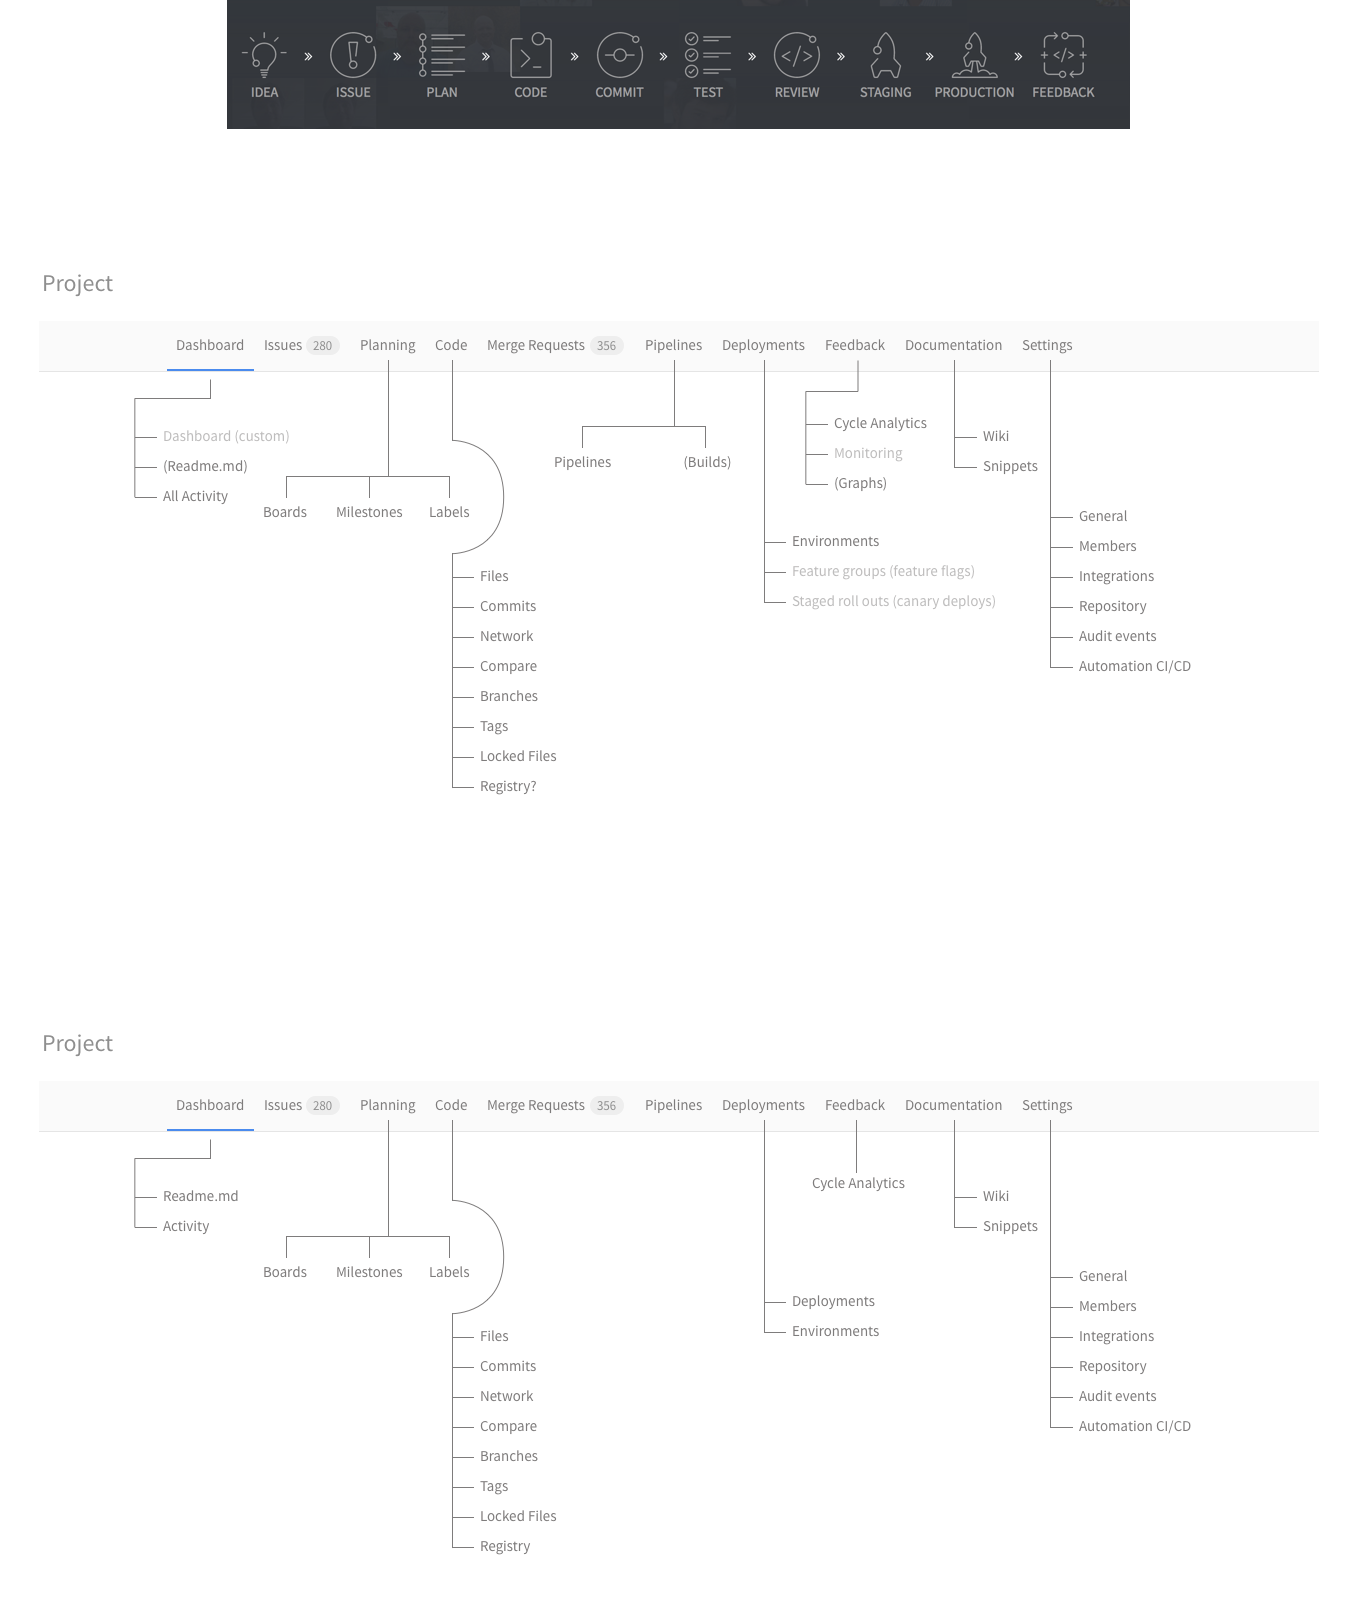 IDEA » ISSUE » PLAN » CODE » COMMIT » TEST » REVIEW » STAGING » PRODUCTION » FEEDBACK
Project
Dashboard Issues 280 Planning Code Merge Requests 356 Pipelines Deployments Feedback Documentation Settings
Dashboard (custom)
(Readme.md)
All Activity
Boards Milestones Labels
Files
Commits
Network
Compare
Branches
Tags
Locked Files
Registry?
Pipelines (Builds)
Environments
Feature groups (feature flags)
Staged roll outs (canary deploys)
Cycle Analytics
Monitoring
(Graphs)
Wiki
Snippets
General
Members
Integrations
Repository
Audit events
Automation CI/CD
Project
Dashboard Issues 280 Planning Code Merge Requests 356 Pipelines Deployments Feedback Documentation Settings
Readme.md
Activity
Boards Milestones Labels
Files
Commits
Network
Compare
Branches
Tags
Locked Files
Registry
Deployments
Environments
Cycle Analytics
Wiki
Snippets
General
Members
Integrations
Repository
Audit events
Automation CI/CD